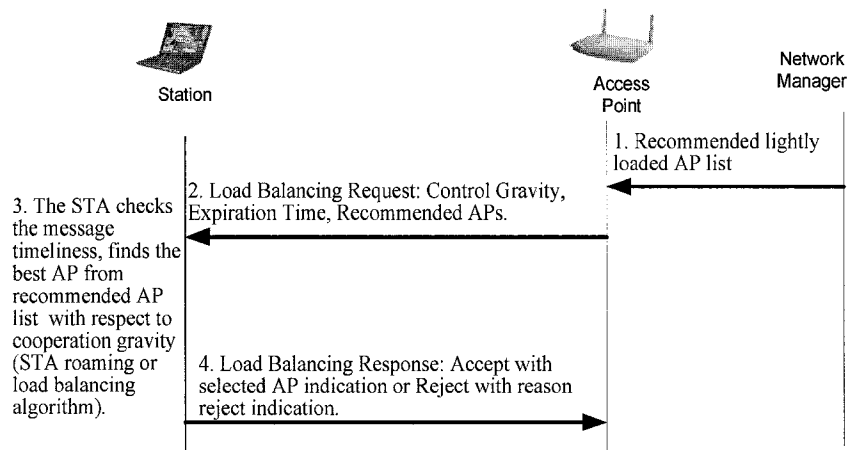 Station
Access
Point
Network
Manager
1. Recommended lightly
loaded AP list
2. Load Balancing Request: Control Gravity,
Expiration Time, Recommended APs.
3. The STA checks
the message
timeliness, finds the
best AP from
recommended AP
list with respect to
cooperation gravity
(STA roaming or
load balancing
algorithm).
4. Load Balancing Response: Accept with
selected AP indication or Reject with reason
reject indication.